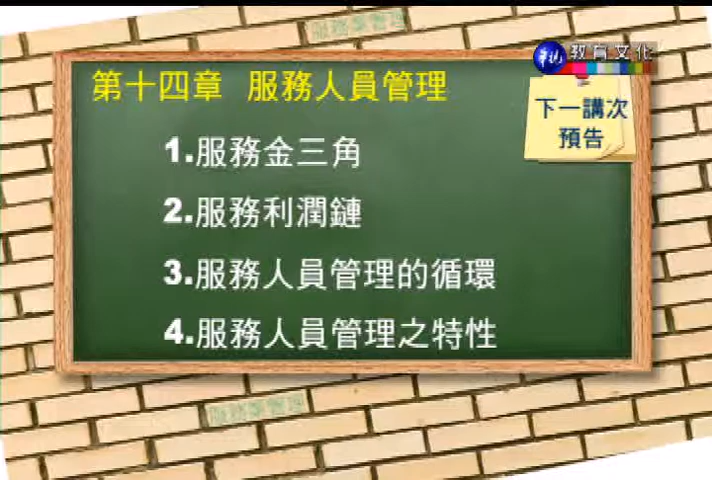 服務業管理
華視 教育文化
第十四章 服務人員管理
下一講次
預告
1.服務金三角
2.服務利潤鏈
3.服務人員管理的循環
4.服務人員管理之特性
服務業管理